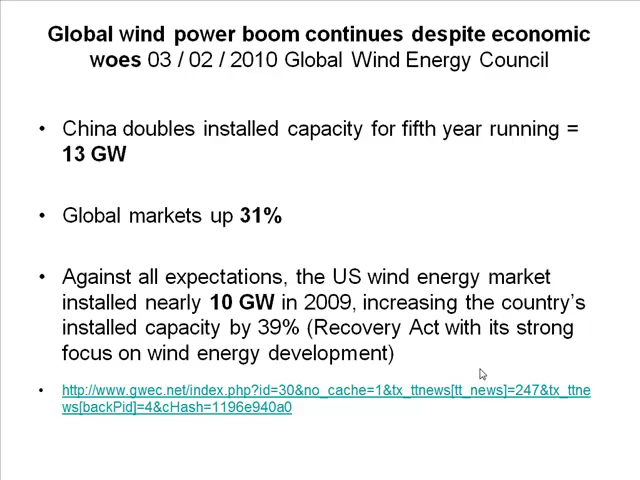 Global wind power boom continues despite economic
woes 03 / 02 / 2010 Global Wind Energy Council
• China doubles installed capacity for fifth year running =
13 GW
• Global markets up 31%
• Against all expectations, the US wind energy market
installed nearly 10 GW in 2009, increasing the country's
installed capacity by 39% (Recovery Act with its strong
focus on wind energy development)
• http://www.gwec.net/index.php?id=30&no_cache=1&tx_ttnews[tt_news]=247&tx_ttne
ws[backPid]=4&cHash=1196e940a0